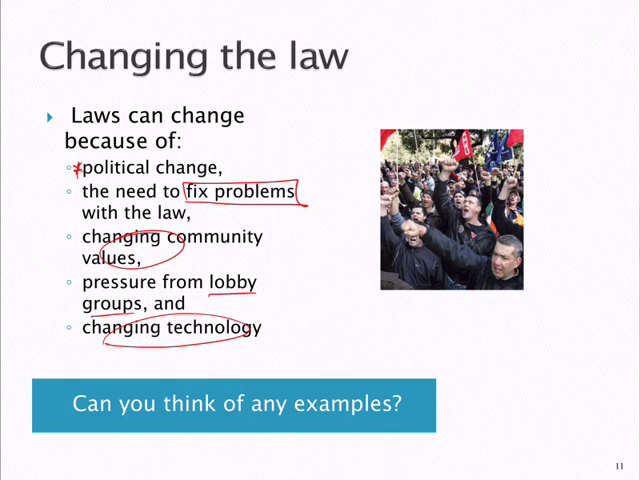 Changing the law
Laws can change
because of:
political change,
the need to fix problems
with the law,
changing community
values,
pressure from lobby
groups, and
changing technology
Can you think of any examples?
11